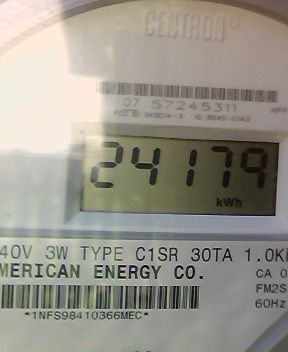 CENTRON®
07 57245311
24179
kWh
40V 3W TYPE C1SR 30TA 1.0K
MERICAN ENERGY CO.
CA 0
FM2S
60Hz
*1NFS98410366MEC*